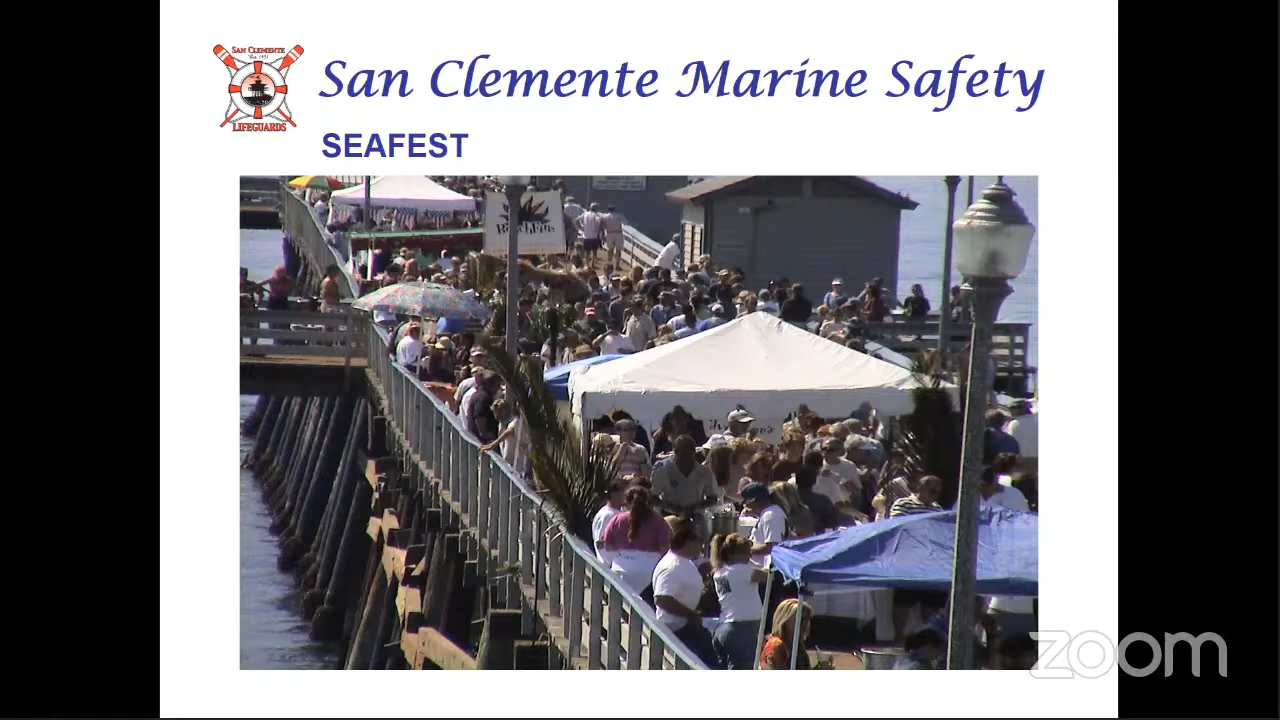 SAN CLEMENTE
LIFEGUARDS
San Clemente Marine Safety
SEAFEST
zoom